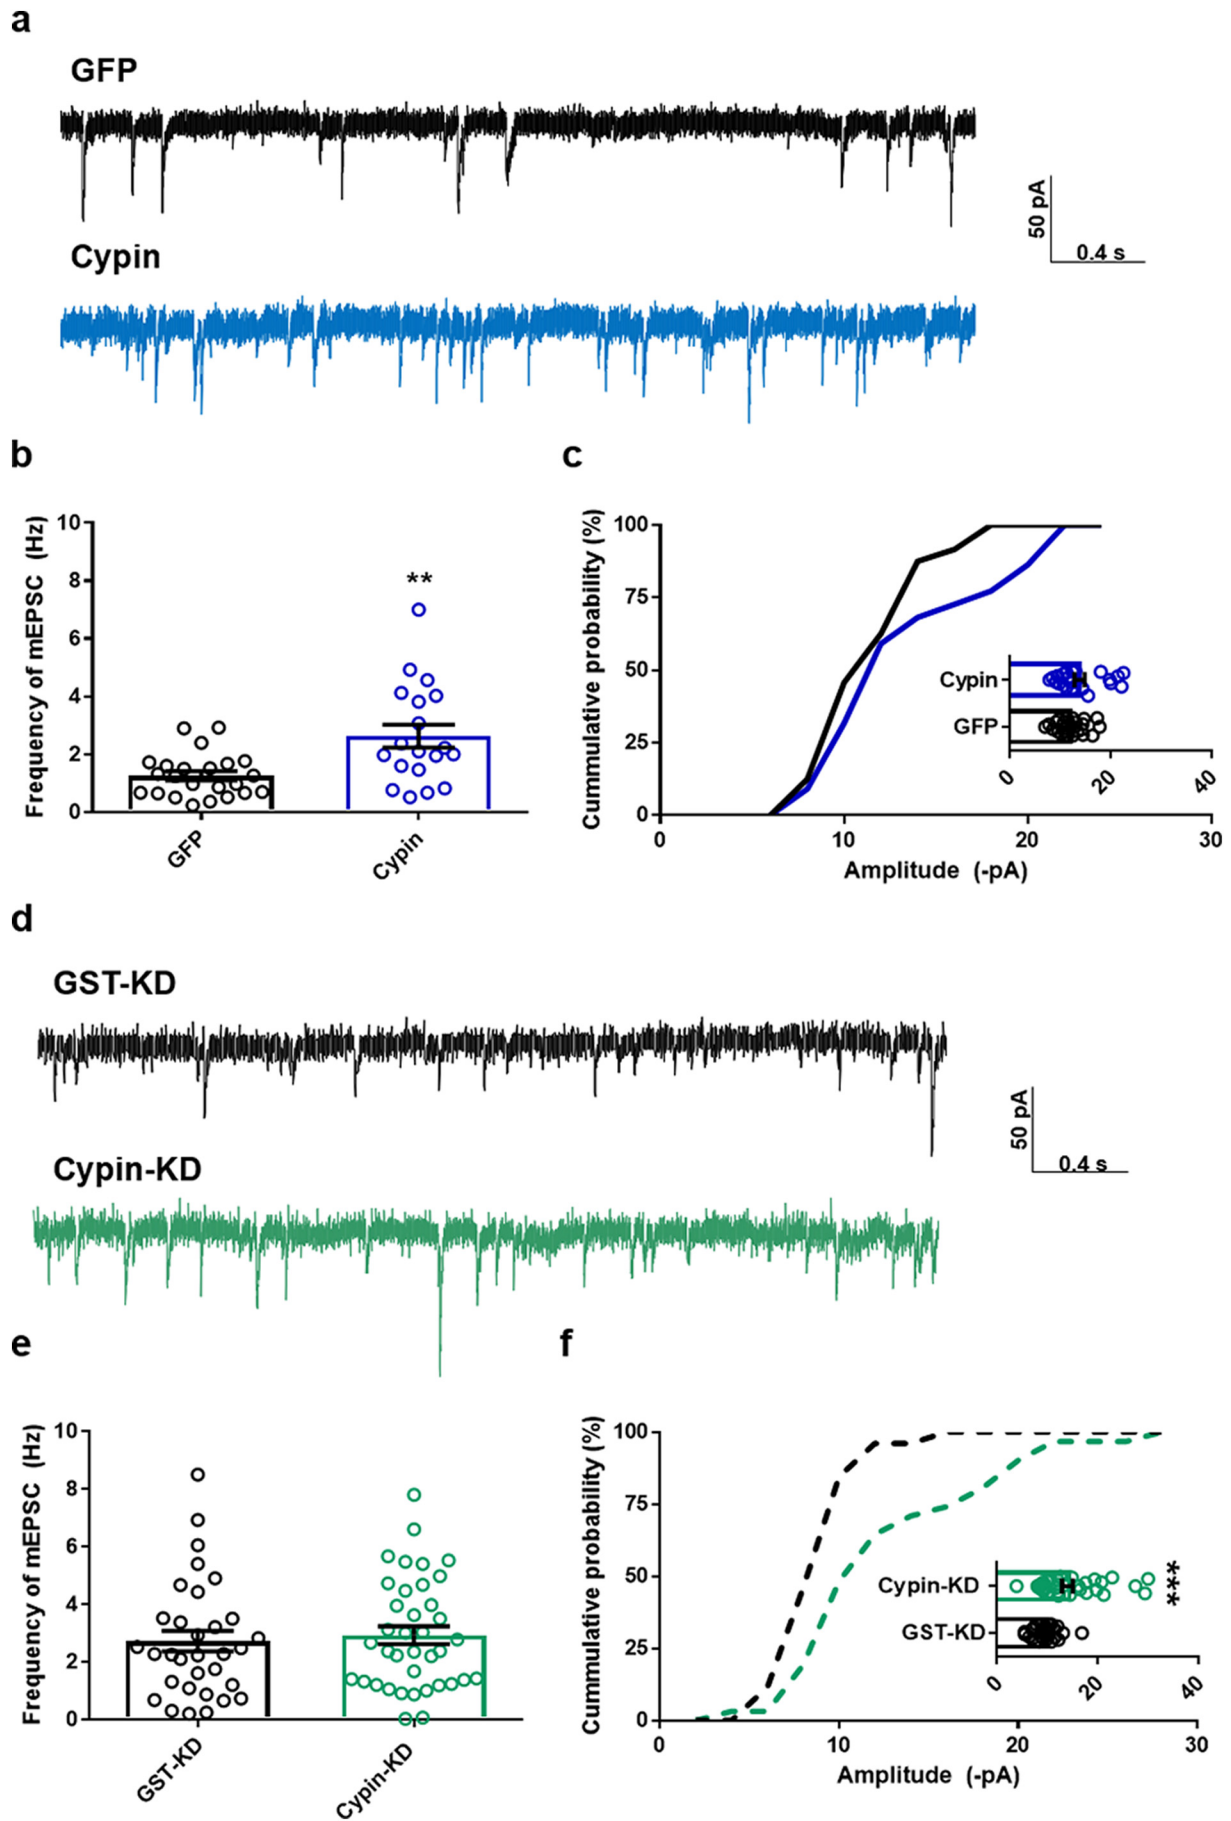 a
GFP
50 pA
0.4 s
Cypin
b
c
Frequency of mEPSC (Hz)
10
8
6
4
2
0
**
GFP
Cypin
Cummulative probability (%)
100
75
50
25
0
Cypin
GFP
0
20
40
0
10
20
30
Amplitude (-pA)
d
GST-KD
50 pA
0.4 s
Cypin-KD
e
f
Frequency of mEPSC (Hz)
10
8
6
4
2
0
GST-KD
Cypin-KD
Cummulative probability (%)
100
75
50
25
0
Cypin-KD
***
GST-KD
0
20
40
0
10
20
30
Amplitude (-pA)